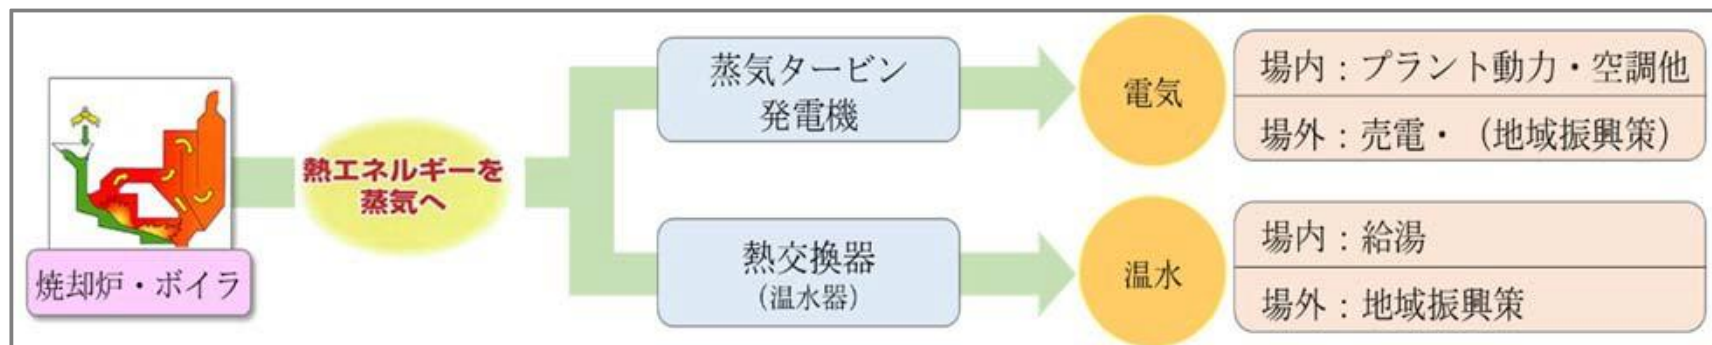 焼却炉・ボイラ
熱エネルギーを
蒸気へ
蒸気タービン
発電機
電気
場内：プラント動力・空調他
場外：売電・（地域振興策）
熱交換器
（温水器）
温水
場内：給湯
場外：地域振興策